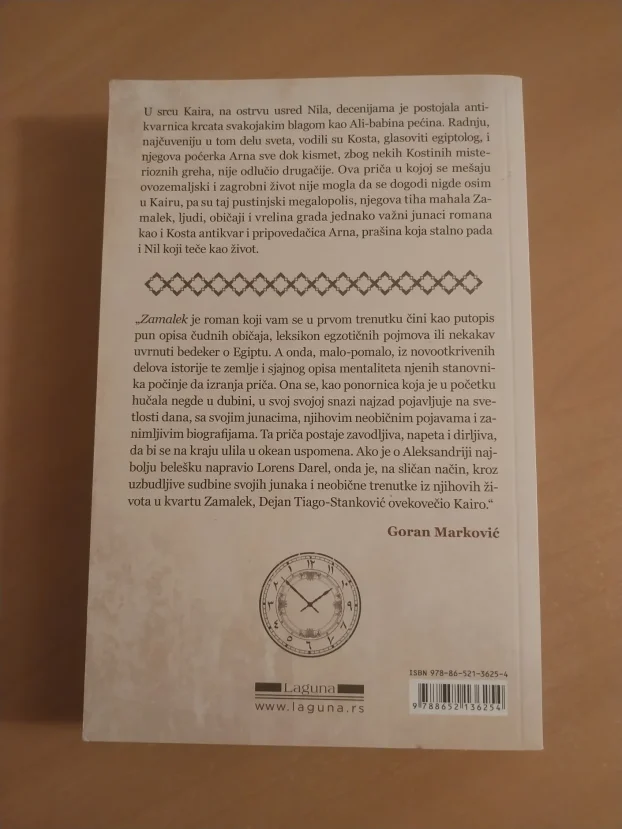 U srcu Kaira, na ostrvu usred Nila, decenijama je postojala anti-
kvarnica krcata svakojakim blagom kao Ali-babina pećina. Radnju,
najčuveniju u tom delu sveta, vodili su Kosta, glasoviti egiptolog, i
njegova poćerka Arna sve dok kismet, zbog nekih Kostinih miste-
rioznih greha, nije odlučio drugačije. Ova priča u kojoj se mešaju
ovozemaljski i zagrobni život nije mogla da se dogodi nigde osim
u Kairu, pa su taj pustinjski megalopolis, njegova tiha mahala Za-
malek, ljudi, običaji i vrelina grada jednako važni junaci romana
kao i Kosta antikvar i pripovedačica Arna, prašina koja stalno pada
i Nil koji teče kao život.
„Zamalek je roman koji vam se u prvom trenutku čini kao putopis
pun opisa čudnih običaja, leksikon egzotičnih pojmova ili nekakav
uvrnuti bedeker o Egiptu. A onda, malo-pomalo, iz novootkrivenih
delova istorije te zemlje i sjajnog opisa mentaliteta njenih stanovni-
ka počinje da izranja priča. Ona se, kao ponornica koja je u početku
hučala negde u dubini, u svoj svojoj snazi najzad pojavljuje na sve-
tlosti dana, sa svojim junacima, njihovim neobičnim pojavama i za-
nimljivim biografijama. Ta priča postaje zavodljiva, napeta i dirljiva,
da bi se na kraju ulila u okean uspomena. Ako je o Aleksandriji naj-
bolju belešku napravio Lorens Darel, onda je, na sličan način, kroz
uzbudljive sudbine svojih junaka i neobične trenutke iz njihovih ži-
vota u kvartu Zamalek, Dejan Tiago-Stanković ovekovečio Kairo.“
Goran Marković
Laguna
www.laguna.rs
ISBN 978-86-521-3625-4
9 788652 136254